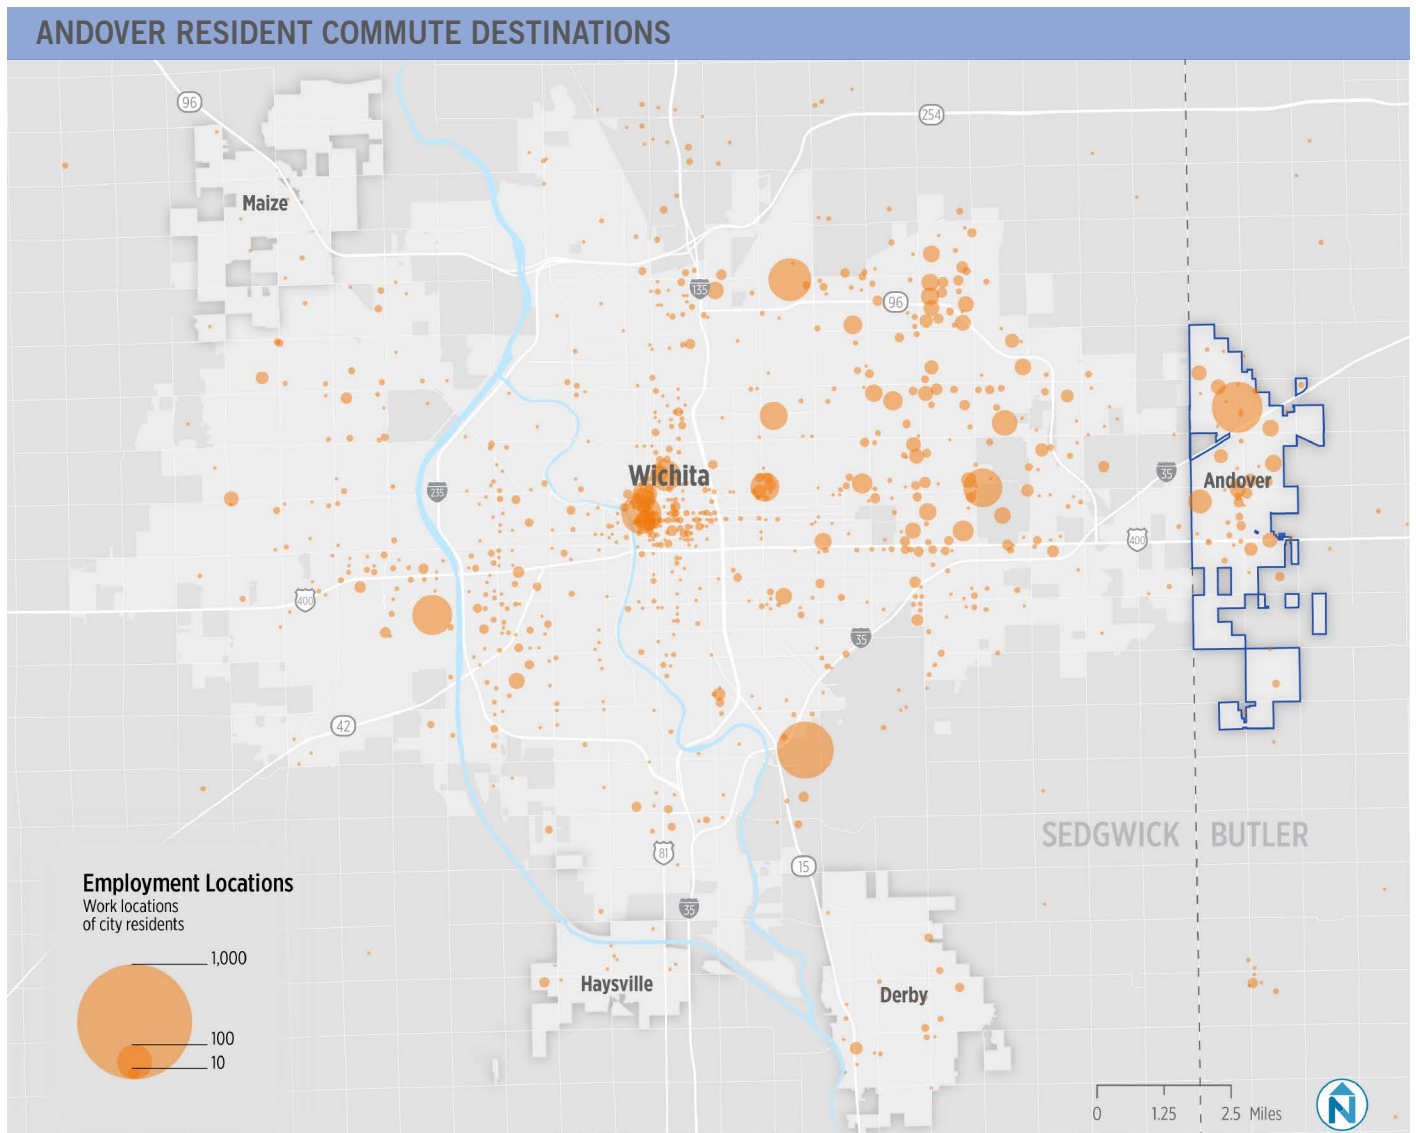 ANDOVER RESIDENT COMMUTE DESTINATIONS
96
254
Maize
135
96
Wichita
235
35
Andover
400
400
35
42
SEDGWICK BUTLER
81
15
35
Employment Locations
Work locations
of city residents
1,000
100
10
Haysville
Derby
0 1.25 2.5 Miles
N